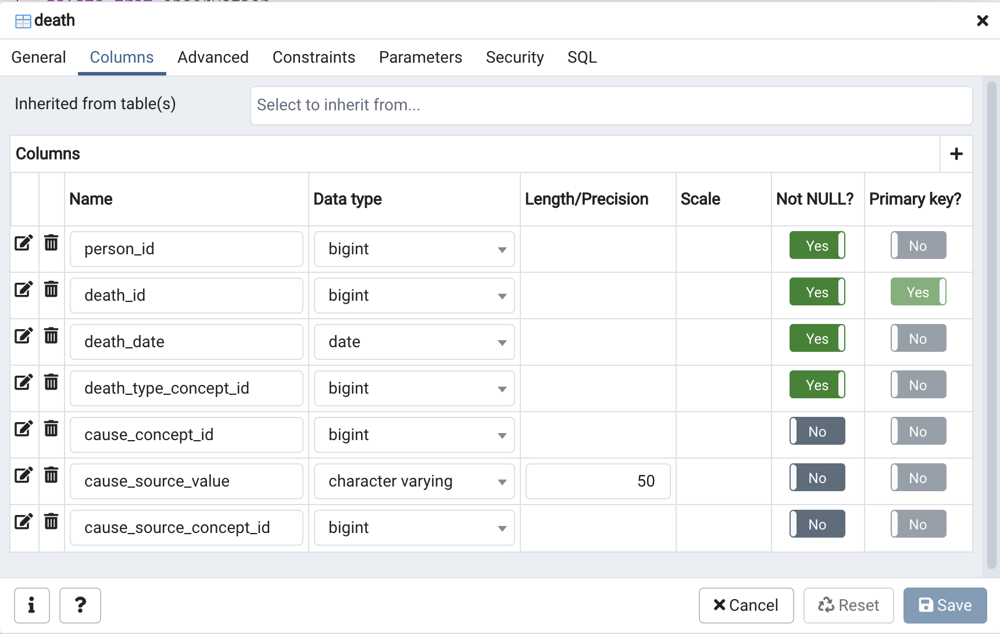 death
General Columns Advanced Constraints Parameters Security SQL
Inherited from table(s) Select to inherit from...
Columns
Name Data type Length/Precision Scale Not NULL? Primary key?
person_id bigint Yes No
death_id bigint Yes Yes
death_date date Yes No
death_type_concept_id bigint Yes No
cause_concept_id bigint No No
cause_source_value character varying 50 No No
cause_source_concept_id bigint No No
Cancel Reset Save